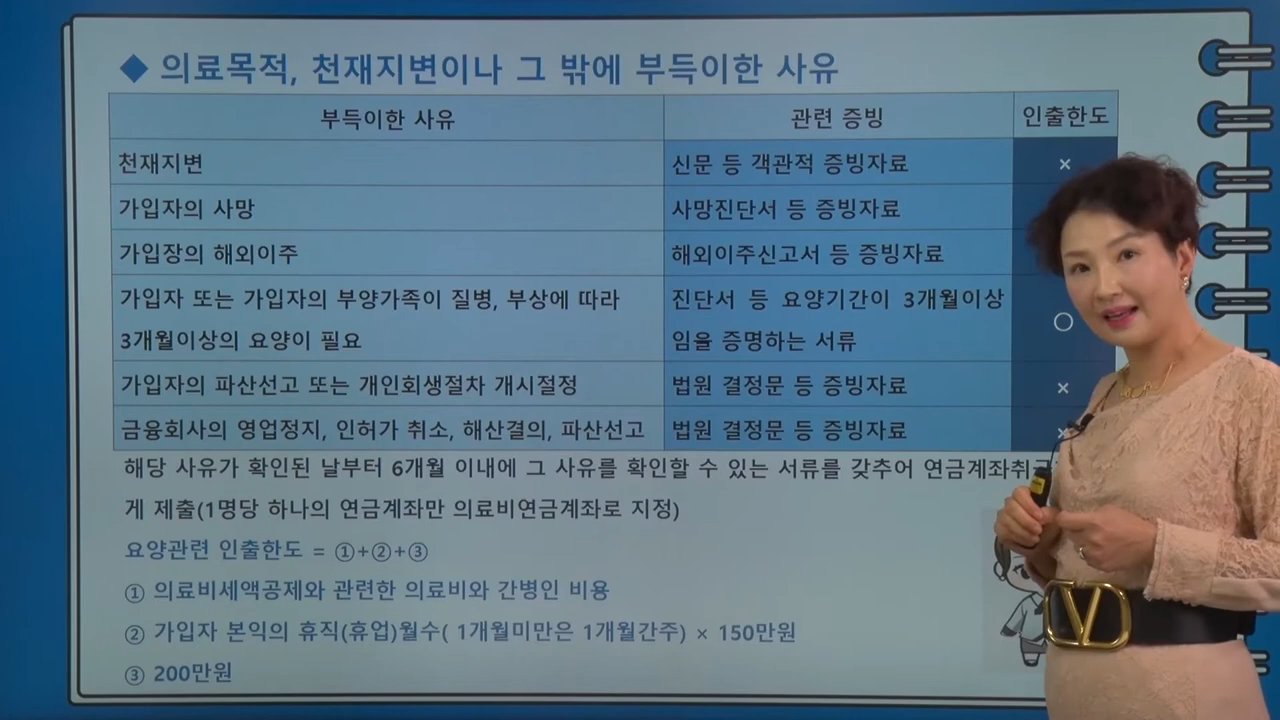 ◆ 의료목적, 천재지변이나 그 밖에 부득이한 사유
부득이한 사유 관련 증빙 인출한도
천재지변 신문 등 객관적 증빙자료 ×
가입자의 사망 사망진단서 등 증빙자료
가입장의 해외이주 해외이주신고서 등 증빙자료
가입자 또는 가입자의 부양가족이 질병, 부상에 따라 3개월이상의 요양이 필요 진단서 등 요양기간이 3개월이상임을 증명하는 서류 ○
가입자의 파산선고 또는 개인회생절차 개시절정 법원 결정문 등 증빙자료 ×
금융회사의 영업정지, 인허가 취소, 해산결의, 파산선고 법원 결정문 등 증빙자료 ×
해당 사유가 확인된 날부터 6개월 이내에 그 사유를 확인할 수 있는 서류를 갖추어
게 제출(1명당 하나의 연금계좌만 의료비연금계좌로 지정)
요양관련 인출한도 = ①+②+③
① 의료비세액공제와 관련한 의료비와 간병인 비용
② 가입자 본익의 휴직(휴업)월수( 1개월미만은 1개월간주) × 150만원
③ 200만원